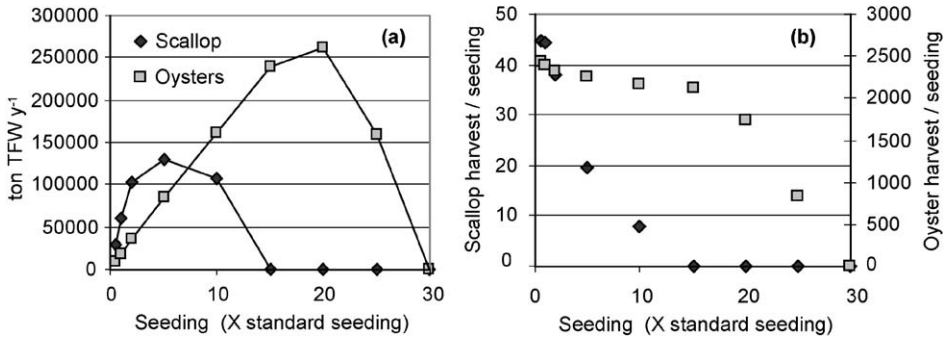 300000
250000
200000
150000
100000
50000
0
ton TFW y-1
Scallop
Oysters
(a)
0 10 20 30
Seeding (X standard seeding)
50
40
30
20
10
0
Scallop harvest / seeding
(b)
3000
2500
2000
1500
1000
500
0
Oyster harvest / seeding
0 10 20 30
Seeding (X standard seeding)